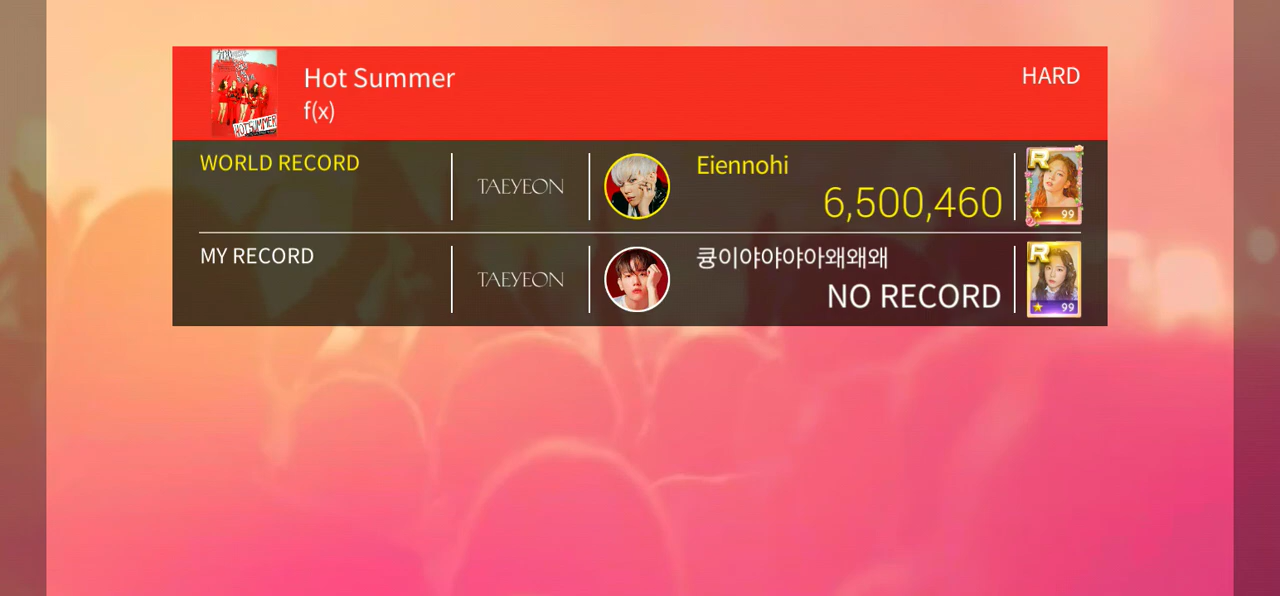 Hot Summer
f(x)
HARD
HOTSUMMER
WORLD RECORD
TAEYEON
Eiennohi
6,500,460
R
99
MY RECORD
TAEYEON
큥이야야야아왜왜왜
NO RECORD
R
99